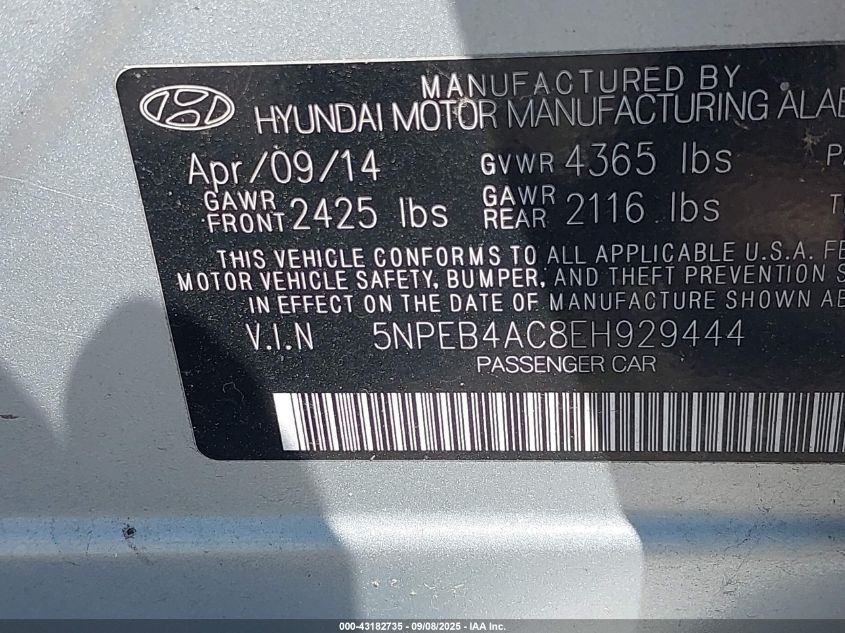 MANUFACTURED BY
HYUNDAI MOTOR MANUFACTURING ALAB
Apr/09/14 GVWR 4365 lbs PA
GAWR FRONT 2425 lbs GAWR REAR 2116 lbs T
THIS VEHICLE CONFORMS TO ALL APPLICABLE U.S.A. FE
MOTOR VEHICLE SAFETY, BUMPER, AND THEFT PREVENTION S
IN EFFECT ON THE DATE OF MANUFACTURE SHOWN AB
V.I.N 5NPEB4AC8EH929444
PASSENGER CAR
000-43182735 - 09/08/2025 - IAA Inc.